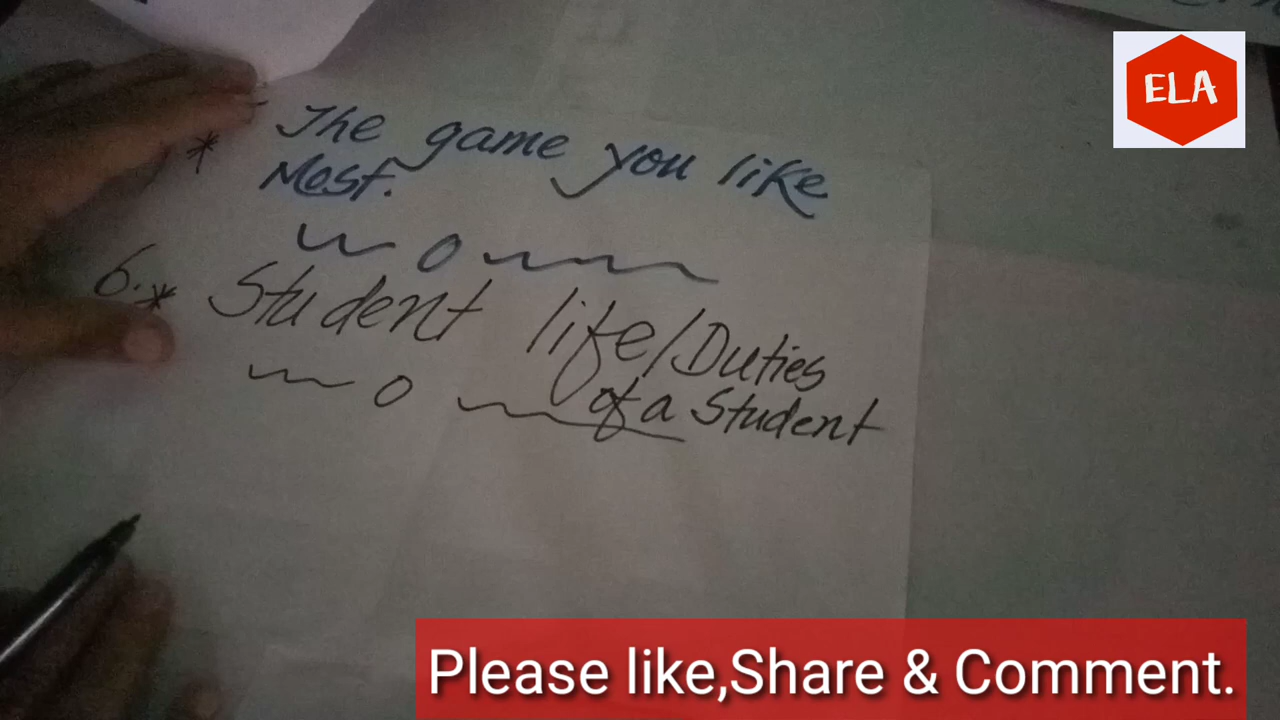 ELA
* The game you like
Most.
6.* Student life/Duties
of a Student
Please like,Share & Comment.